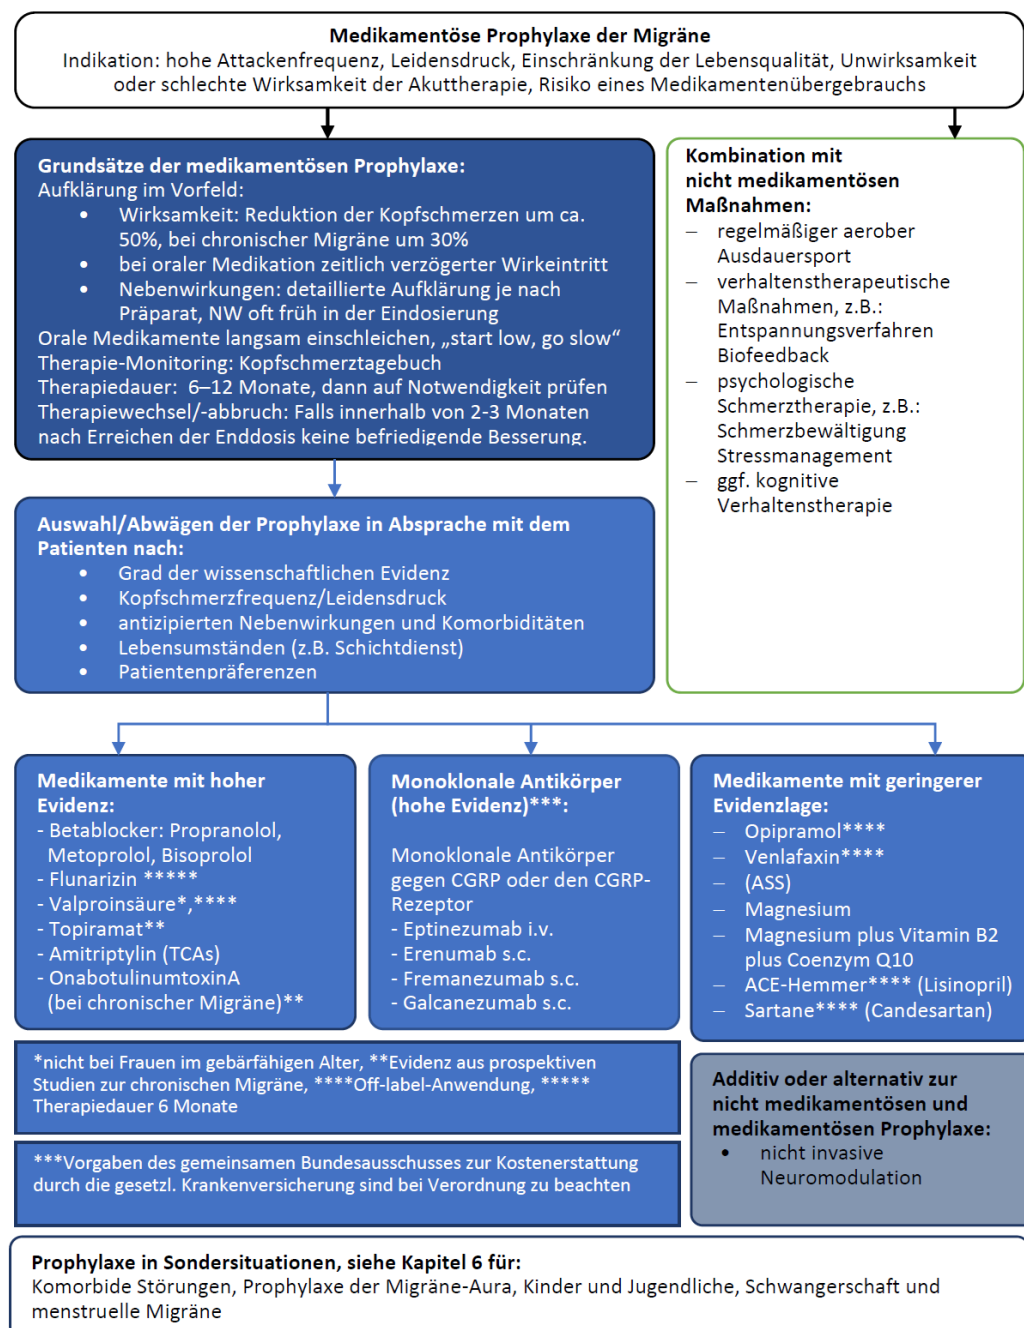 Medikamentöse Prophylaxe der Migräne
Indikation: hohe Attackenfrequenz, Leidensdruck, Einschränkung der Lebensqualität, Unwirksamkeit
oder schlechte Wirksamkeit der Akuttherapie, Risiko eines Medikamentenübergebrauchs
Grundsätze der medikamentösen Prophylaxe:
Aufklärung im Vorfeld:
• Wirksamkeit: Reduktion der Kopfschmerzen um ca.
50%, bei chronischer Migräne um 30%
• bei oraler Medikation zeitlich verzögerter Wirkeintritt
• Nebenwirkungen: detaillierte Aufklärung je nach
Präparat, NW oft früh in der Eindosierung
Orale Medikamente langsam einschleichen, „start low, go slow“
Therapie-Monitoring: Kopfschmerztagebuch
Therapiedauer: 6–12 Monate, dann auf Notwendigkeit prüfen
Therapiewechsel/-abbruch: Falls innerhalb von 2-3 Monaten
nach Erreichen der Enddosis keine befriedigende Besserung.
Kombination mit
nicht medikamentösen
Maßnahmen:
– regelmäßiger aerober
Ausdauersport
– verhaltenstherapeutische
Maßnahmen, z.B.:
Entspannungsverfahren
Biofeedback
– psychologische
Schmerztherapie, z.B.:
Schmerzbewältigung
Stressmanagement
– ggf. kognitive
Verhaltenstherapie
Auswahl/Abwägen der Prophylaxe in Absprache mit dem
Patienten nach:
• Grad der wissenschaftlichen Evidenz
• Kopfschmerzfrequenz/Leidensdruck
• antizipierten Nebenwirkungen und Komorbiditäten
• Lebensumständen (z.B. Schichtdienst)
• Patientenpräferenzen
Medikamente mit hoher
Evidenz:
- Betablocker: Propranolol,
Metoprolol, Bisoprolol
- Flunarizin *****
- Valproinsäure*,****
- Topiramat**
- Amitriptylin (TCAs)
- OnabotulinumtoxinA
(bei chronischer Migräne)**
Monoklonale Antikörper
(hohe Evidenz)***:
Monoklonale Antikörper
gegen CGRP oder den CGRP-
Rezeptor
- Eptinezumab i.v.
- Erenumab s.c.
- Fremanezumab s.c.
- Galcanezumab s.c.
Medikamente mit geringerer
Evidenzlage:
– Opipramol****
– Venlafaxin****
– (ASS)
– Magnesium
– Magnesium plus Vitamin B2
plus Coenzym Q10
– ACE-Hemmer**** (Lisinopril)
– Sartane**** (Candesartan)
*nicht bei Frauen im gebärfähigen Alter, **Evidenz aus prospektiven
Studien zur chronischen Migräne, ****Off-label-Anwendung, *****
Therapiedauer 6 Monate
***Vorgaben des gemeinsamen Bundesausschusses zur Kostenerstattung
durch die gesetzl. Krankenversicherung sind bei Verordnung zu beachten
Additiv oder alternativ zur
nicht medikamentösen und
medikamentösen Prophylaxe:
• nicht invasive
Neuromodulation
Prophylaxe in Sondersituationen, siehe Kapitel 6 für:
Komorbide Störungen, Prophylaxe der Migräne-Aura, Kinder und Jugendliche, Schwangerschaft und
menstruelle Migräne